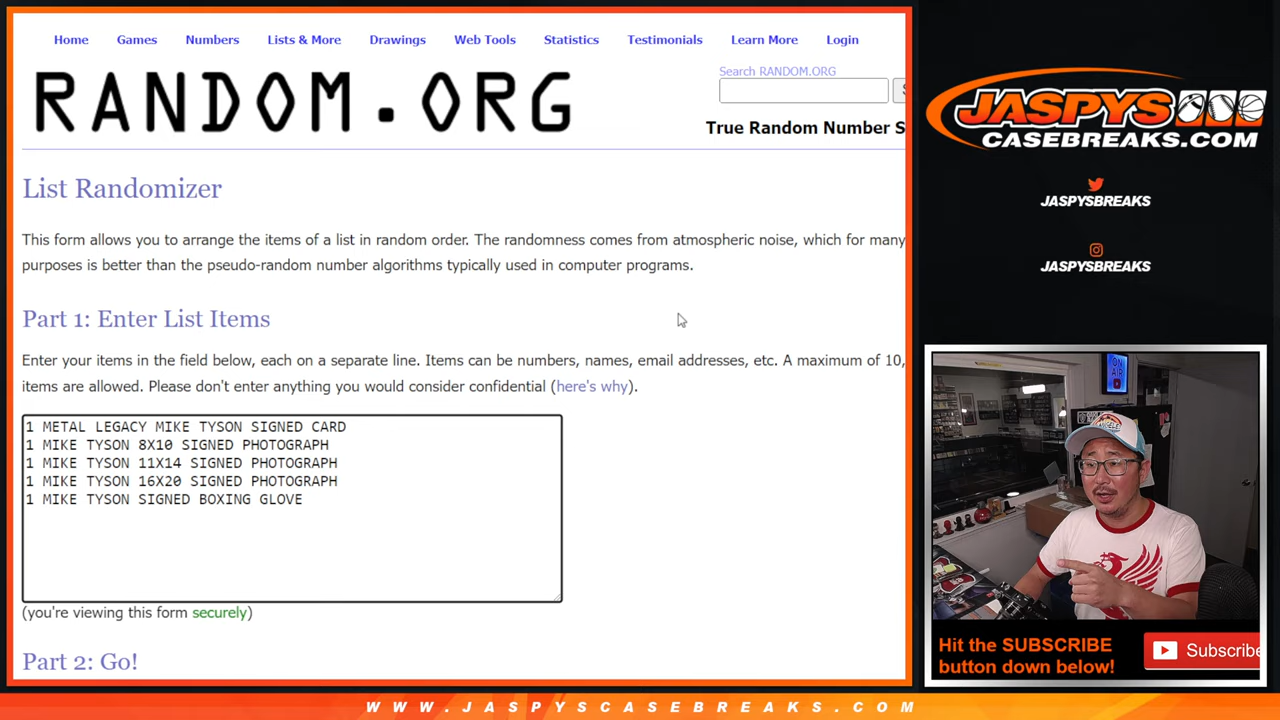 Home Games Numbers Lists & More Drawings Web Tools Statistics Testimonials Learn More Login
RANDOM.ORG
Search RANDOM.ORG
True Random Number S
List Randomizer
This form allows you to arrange the items of a list in random order. The randomness comes from atmospheric noise, which for many
purposes is better than the pseudo-random number algorithms typically used in computer programs.
Part 1: Enter List Items
Enter your items in the field below, each on a separate line. Items can be numbers, names, email addresses, etc. A maximum of 10,
items are allowed. Please don't enter anything you would consider confidential (here's why).
1 METAL LEGACY MIKE TYSON SIGNED CARD
1 MIKE TYSON 8X10 SIGNED PHOTOGRAPH
1 MIKE TYSON 11X14 SIGNED PHOTOGRAPH
1 MIKE TYSON 16X20 SIGNED PHOTOGRAPH
1 MIKE TYSON SIGNED BOXING GLOVE
(you're viewing this form securely)
Part 2: Go!
JASPYS
CASEBREAKS.COM
JASPYSBREAKS
JASPYSBREAKS
ON AIR
Hit the SUBSCRIBE
button down below!
Subscribe
WWW.JASPYSCASEBREAKS.COM